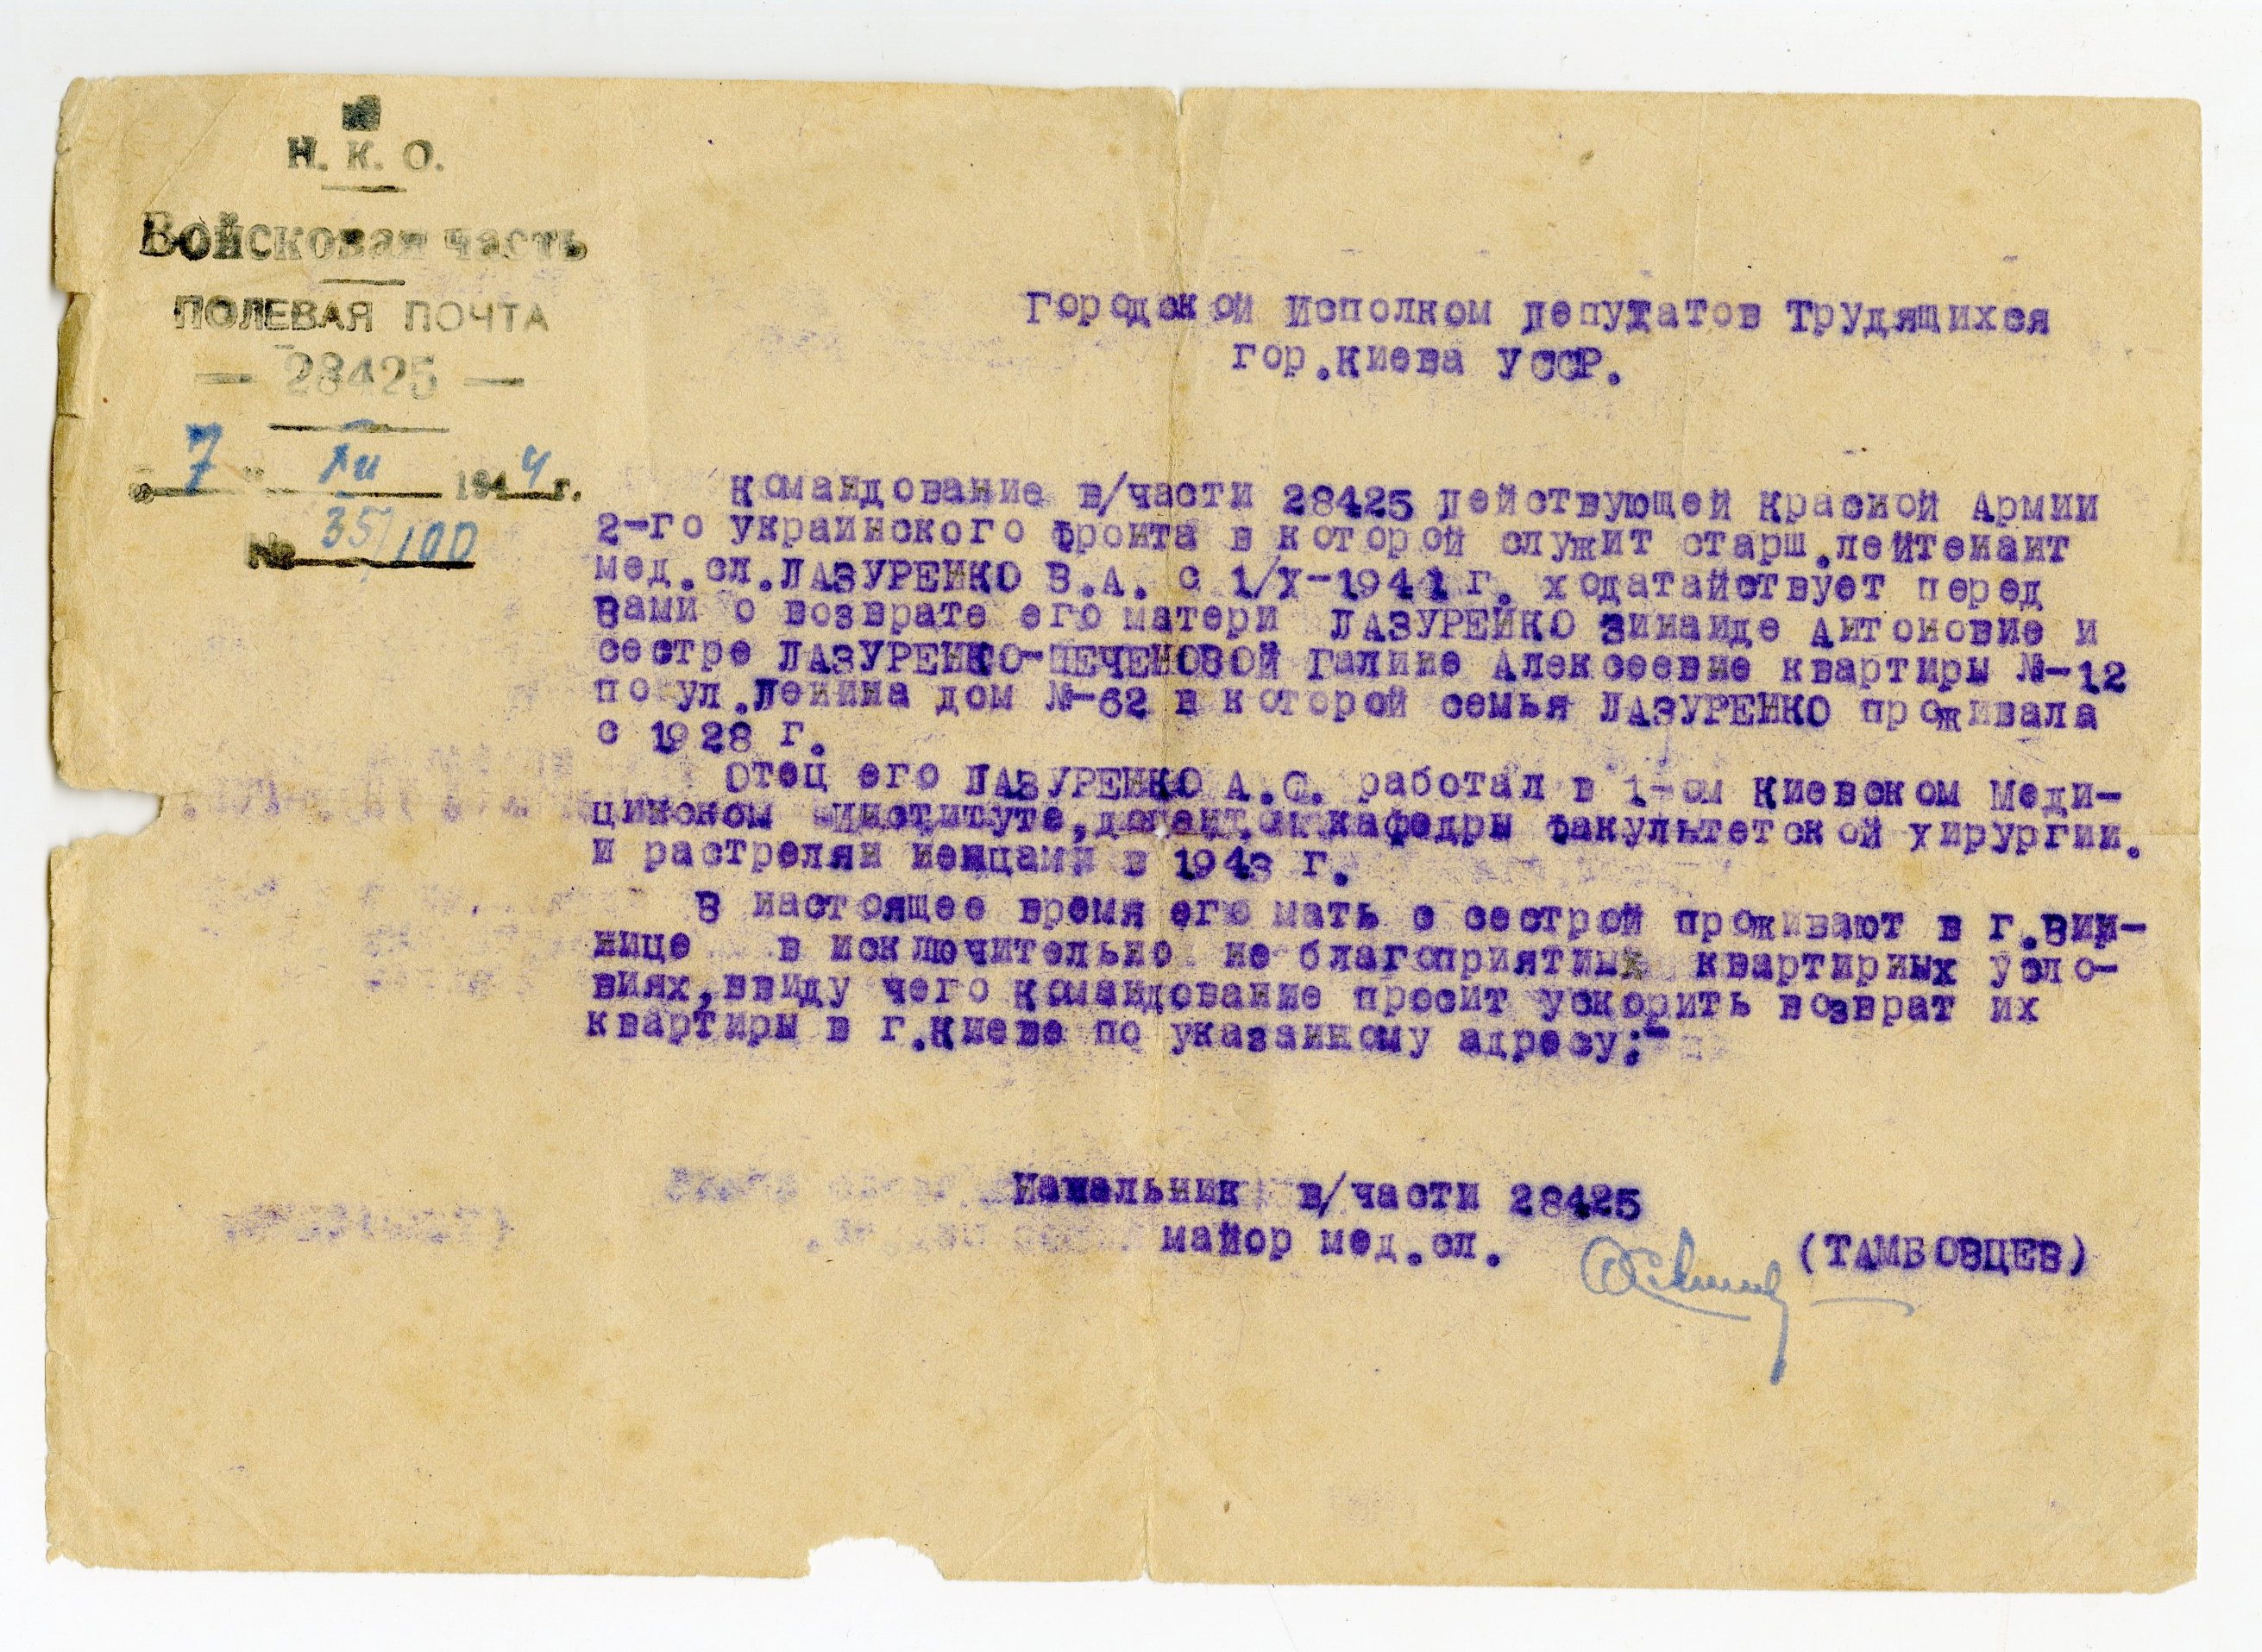 Н. К. О.
Войсковая часть
ПОЛЕВАЯ ПОЧТА
— 28425 —
„7" XII 1944 г.
№ 35/100
Городской Исполком Депутатов Трудящихся
гор.Киева УССР.
Командование в/части 28425 Действующей Красной Армии
2-го украинского фронта в которой служит старш.лейтенант
мед.сл.ЛАЗУРЕНКО В.А. с 1/X-1941 г. ходатайствует перед
Вами о возврате его матери ЛАЗУРЕНКО Зинаиде Антоновне и
сестре ЛАЗУРЕНКО-ПЕЧЕНОВОЙ Галине Алексеевне квартиры №-12
по ул.Ленина дом №-62 в которой семья ЛАЗУРЕНКО проживала
с 1928 г.
Отец его ЛАЗУРЕНКО А.С. работал в 1-ом Киевском Меди-
цинском Институте, доцентом кафедры факультетской хирургии.
и растрелян немцами в 1943 г.
В настоящее время его мать с сестрой проживают в г.Вин-
нице в исключительно не благоприятных квартирных усло-
виях,ввиду чего командование просит ускорить возврат их
квартиры в г.Киеве по указанному адресу:-
Начальник в/части 28425
майор мед.сл. (ТАМБОВЦЕВ)